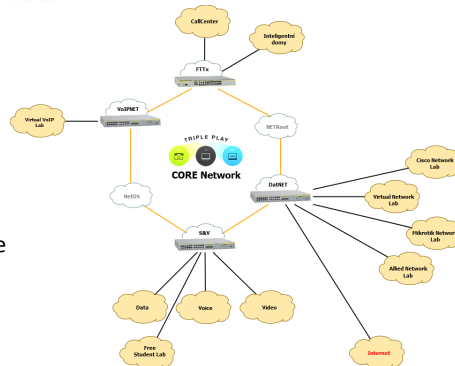 CallCenter
Inteligentní
domy
FTTx
VoIPNET
Virtual VoIP
Lab
NETRoot
TRIPLE PLAY
CORE Network
Cisco Network
Lab
DatNET
Virtual Network
Lab
NetOS
Mikrotik Network
Lab
S&V
e
Allied Network
Lab
Data
Voice
Video
Free
Student Lab
Internet